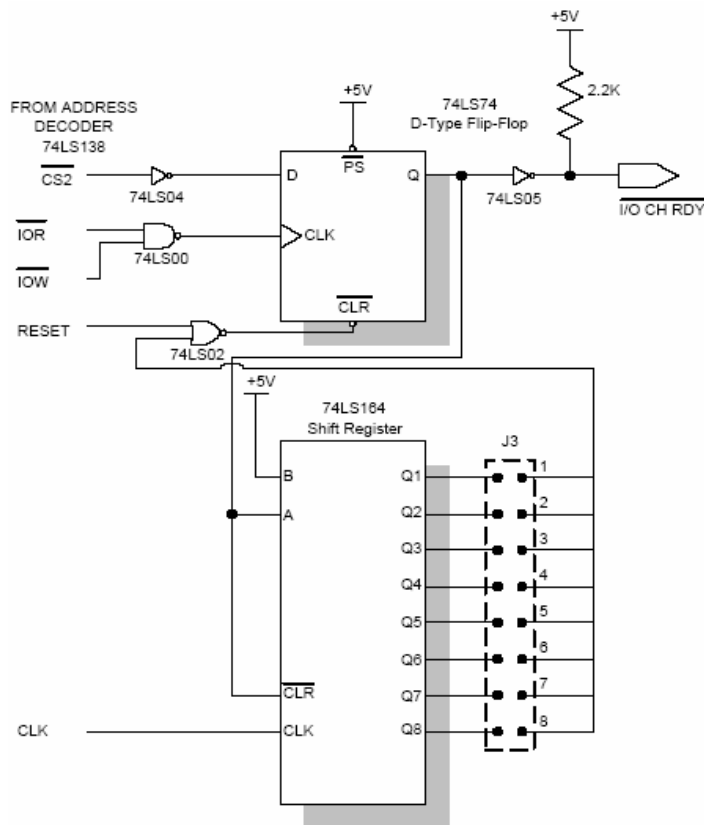 +5V
2.2K
+5V
74LS74
D-Type Flip-Flop
FROM ADDRESS
DECODER
74LS138
CS2
74LS04
D
PS
Q
74LS05
I/O CH RDY
IOR
74LS00
CLK
IOW
CLR
RESET
74LS02
+5V
74LS164
Shift Register
J3
B
Q1
1
A
Q2
2
Q3
3
Q4
4
Q5
5
Q6
6
CLR
Q7
7
CLK
CLK
Q8
8